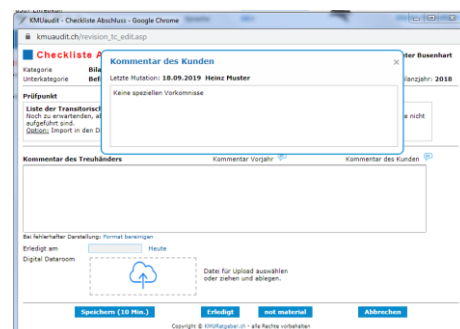 KMUaudit - Checkliste Abschluss - Google Chrome
kmuaudit.ch/revision_tc_edit.asp
Checkliste A
ter Busenhart
Kategorie Bila
Unterkategorie Bef
ilanzjahr: 2018
Kommentar des Kunden
Letzte Mutation: 18.09.2019 Heinz Muster
Keine speziellen Vorkomnisse
Prüfpunkt
Liste der Transitorisch
Noch zu erwartenden, ab
e nicht
aufgeführt sind.
Option: Import in den D
Kommentar des Treuhänders Kommentar Vorjahr Kommentar des Kunden
Bei fehlerhafter Darstellung: Format bereinigen
Erledigt am Heute
Digital Dataroom
Datei für Upload auswählen
oder ziehen und ablegen.
Speichern (10 Min.) Erledigt not material Abbrechen
Copyright © KMURatgeber.ch - alle Rechte vorbehalten